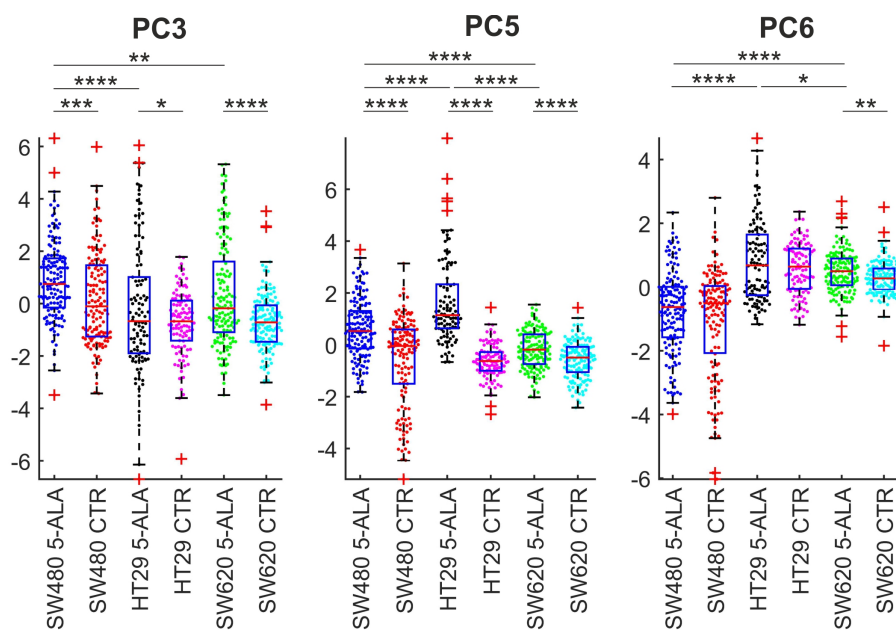 PC3
**
****
*** * ****
6
4
2
0
-2
-4
-6
SW480 5-ALA
SW480 CTR
HT29 5-ALA
HT29 CTR
SW620 5-ALA
SW620 CTR
PC5
****
**** ****
**** **** ****
6
4
2
0
-2
-4
SW480 5-ALA
SW480 CTR
HT29 5-ALA
HT29 CTR
SW620 5-ALA
SW620 CTR
PC6
****
**** *
**
4
2
0
-2
-4
-6
SW480 5-ALA
SW480 CTR
HT29 5-ALA
HT29 CTR
SW620 5-ALA
SW620 CTR